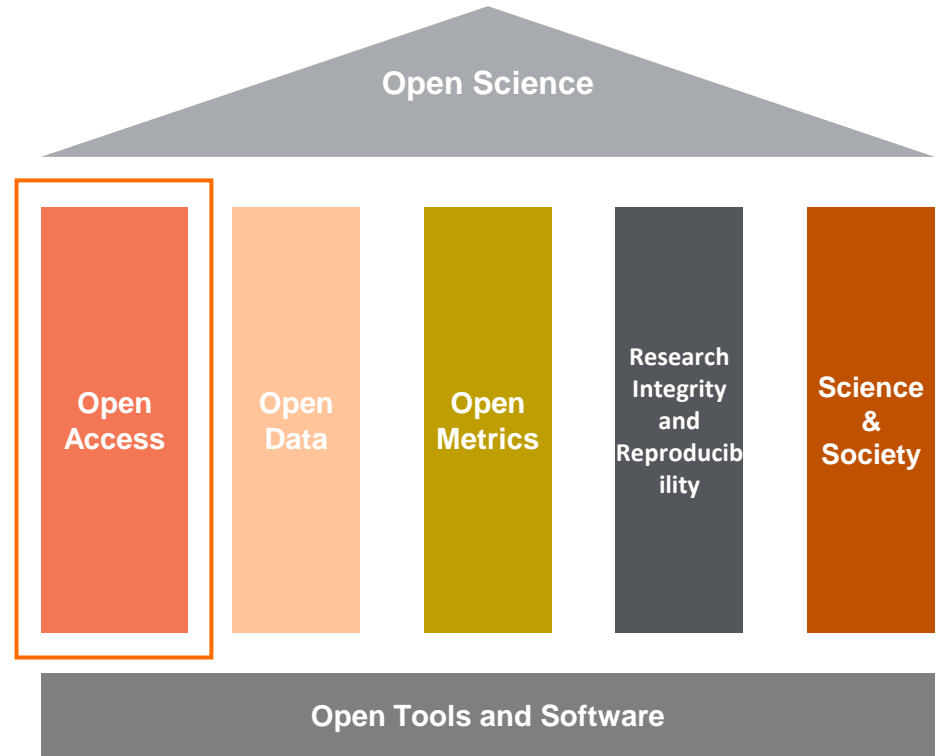 Open Science
Open
Access
Open
Data
Open
Metrics
Research
Integrity
and
Reproducib
ility
Science
&
Society
Open Tools and Software